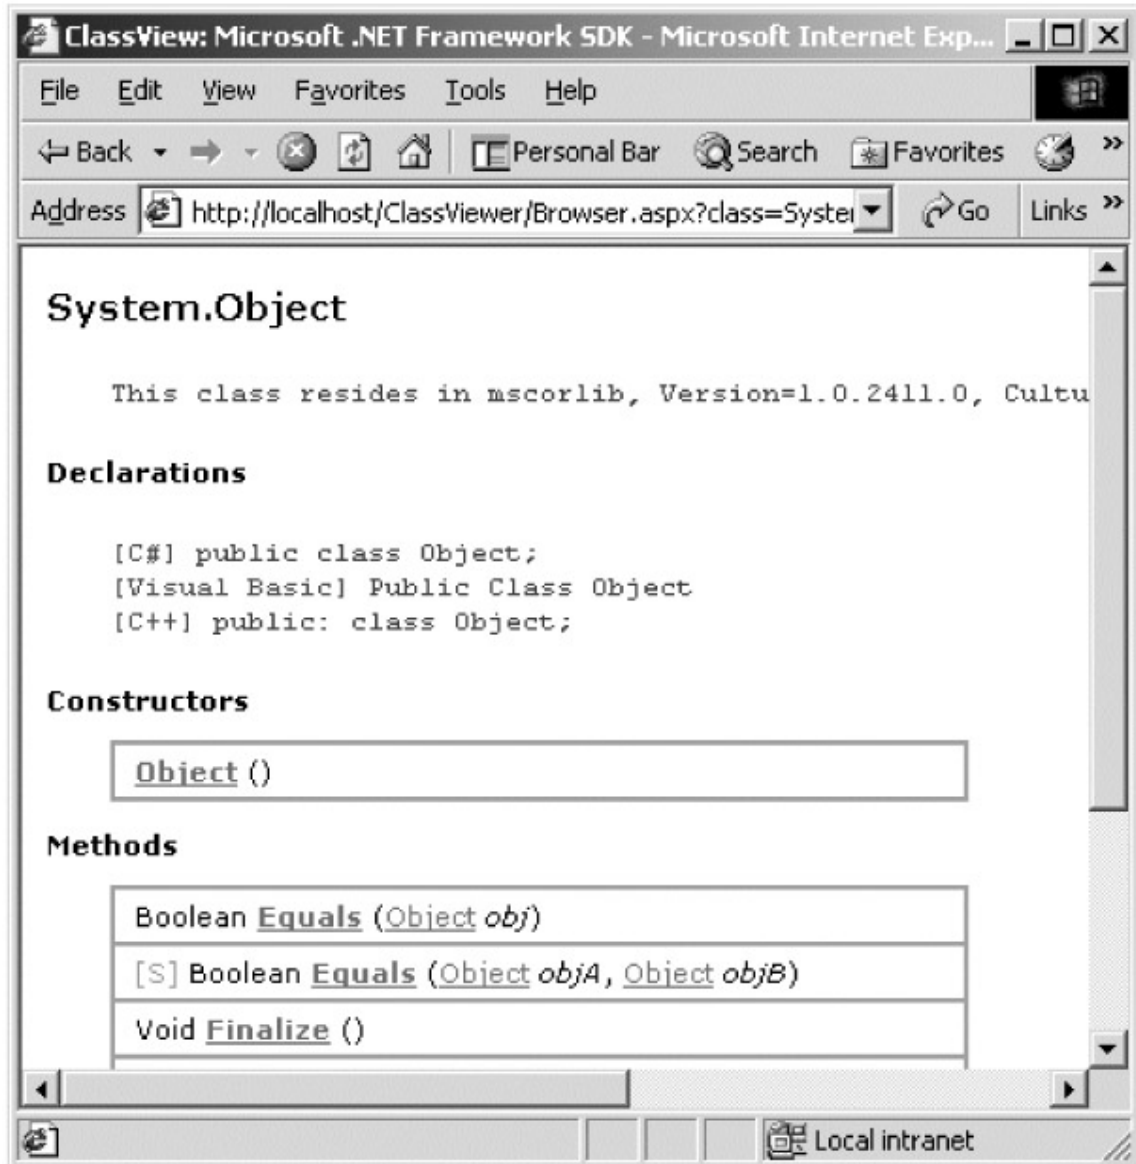 ClassView: Microsoft .NET Framework SDK - Microsoft Internet Exp...
File Edit View Favorites Tools Help
Back Personal Bar Search Favorites »
Address http://localhost/ClassViewer/Browser.aspx?class=System Go Links »
System.Object
This class resides in mscorlib, Version=1.0.2411.0, Cultu
Declarations
[C#] public class Object;
[Visual Basic] Public Class Object
[C++] public: class Object;
Constructors
Object ()
Methods
Boolean Equals (Object obj)
[S] Boolean Equals (Object objA, Object objB)
Void Finalize ()
Local intranet